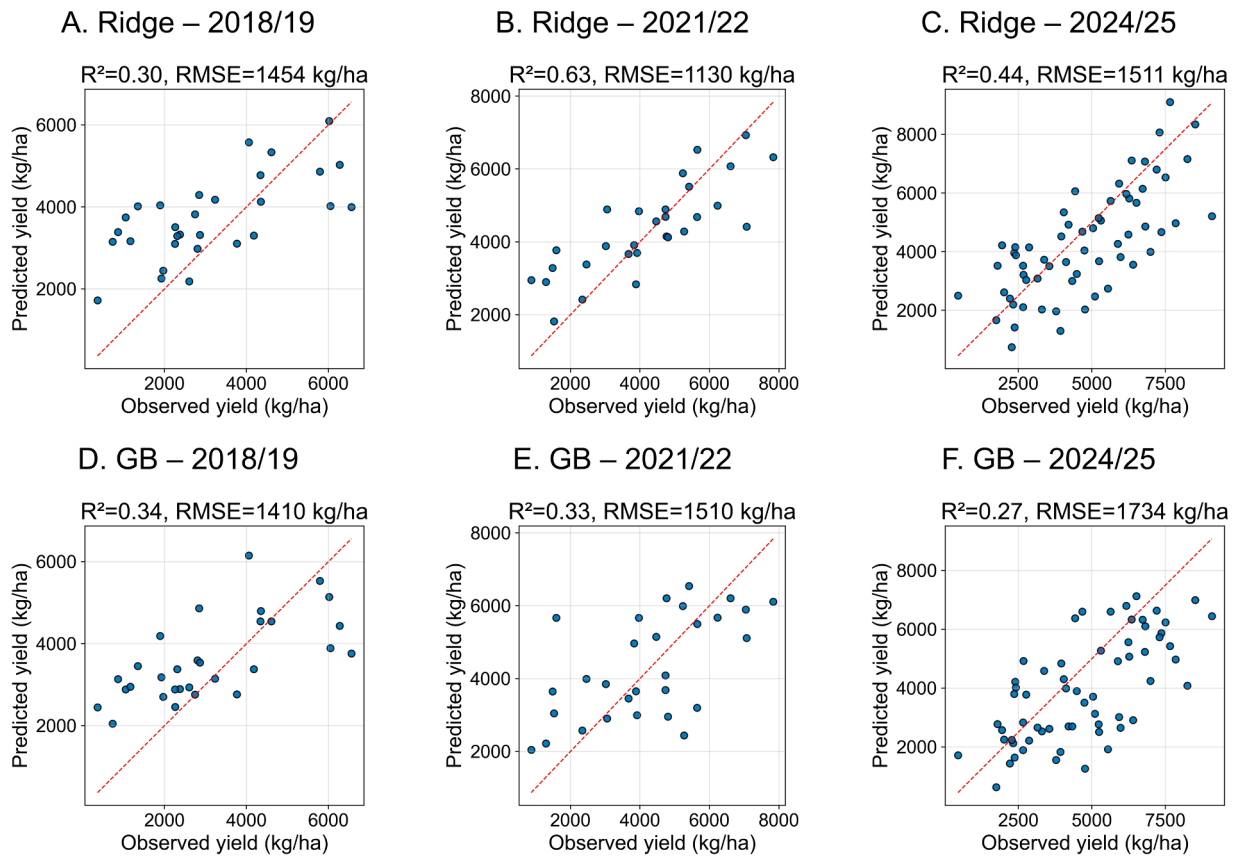 A. Ridge – 2018/19
B. Ridge – 2021/22
C. Ridge – 2024/25
R²=0.30, RMSE=1454 kg/ha
R²=0.63, RMSE=1130 kg/ha
R²=0.44, RMSE=1511 kg/ha
Predicted yield (kg/ha)
6000
4000
2000
2000 4000 6000
Observed yield (kg/ha)
Predicted yield (kg/ha)
8000
6000
4000
2000
2000 4000 6000 8000
Observed yield (kg/ha)
Predicted yield (kg/ha)
8000
6000
4000
2000
2500 5000 7500
Observed yield (kg/ha)
D. GB – 2018/19
E. GB – 2021/22
F. GB – 2024/25
R²=0.34, RMSE=1410 kg/ha
R²=0.33, RMSE=1510 kg/ha
R²=0.27, RMSE=1734 kg/ha
Predicted yield (kg/ha)
6000
4000
2000
2000 4000 6000
Observed yield (kg/ha)
Predicted yield (kg/ha)
8000
6000
4000
2000
2000 4000 6000 8000
Observed yield (kg/ha)
Predicted yield (kg/ha)
8000
6000
4000
2000
2500 5000 7500
Observed yield (kg/ha)